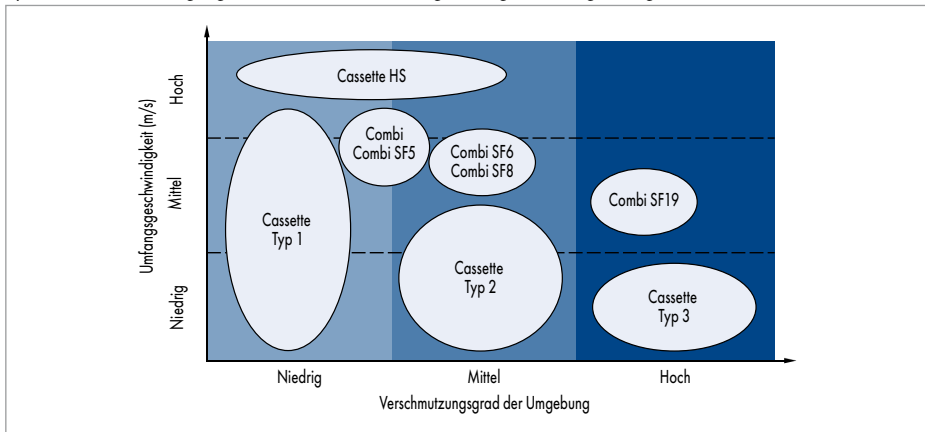 Umfangsgeschwindigkeit (m/s)
Hoch
Mittel
Niedrig
Cassette HS
Combi
Combi SF5
Combi SF6
Combi SF8
Cassette
Typ 1
Combi SF19
Cassette
Typ 2
Cassette
Typ 3
Niedrig
Mittel
Hoch
Verschmutzungsgrad der Umgebung